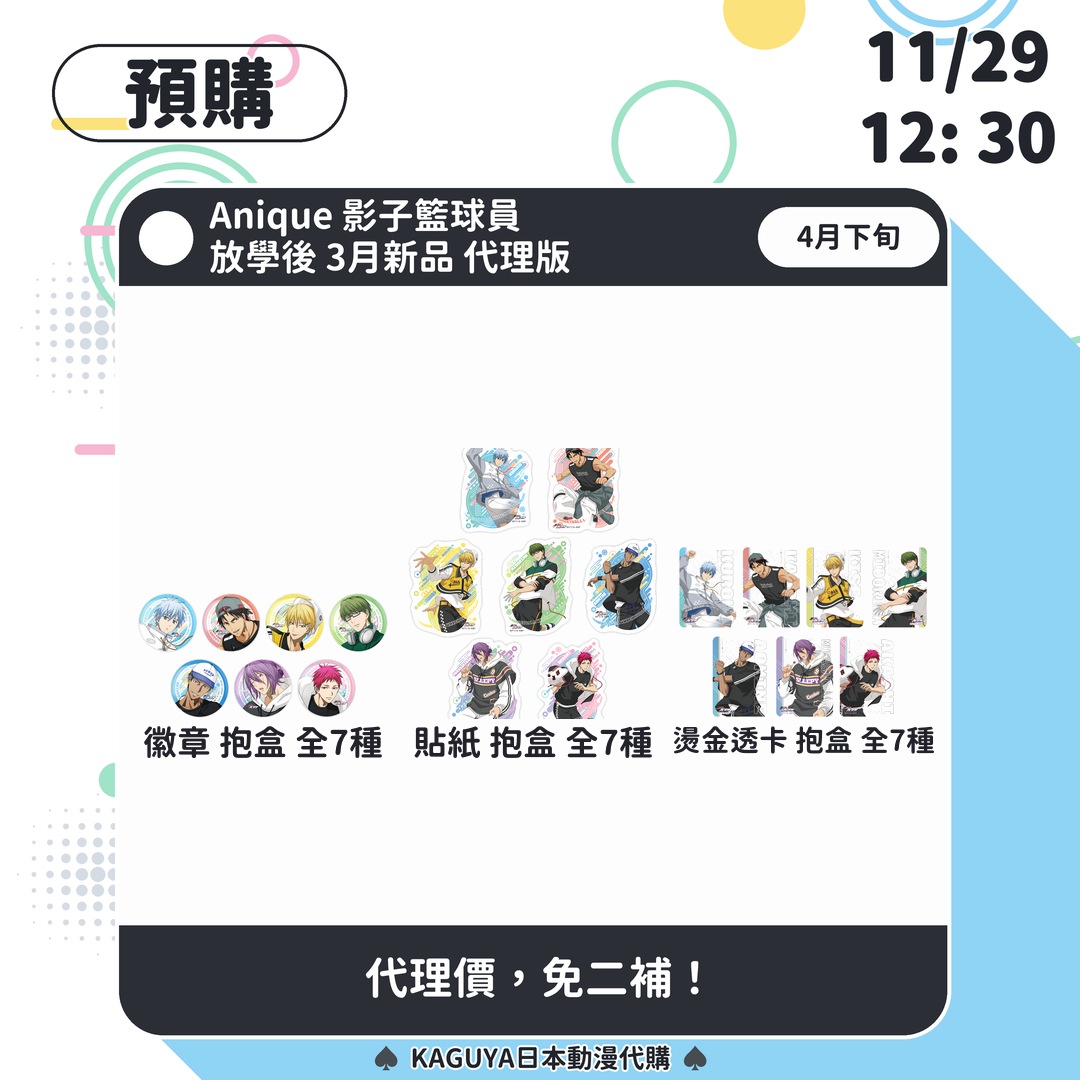 預購
11/29
12: 30
Anique 影子籃球員
放學後 3月新品 代理版
4月下旬
徽章 抱盒 全7種
貼紙 抱盒 全7種
燙金透卡 抱盒 全7種
代理價，免二補！
♠ KAGUYA日本動漫代購 ♠